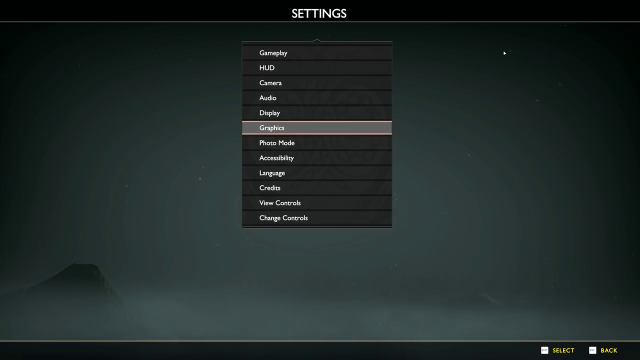 SETTINGS
Gameplay
HUD
Camera
Audio
Display
Graphics
Photo Mode
Accessibility
Language
Credits
View Controls
Change Controls
SELECT BACK